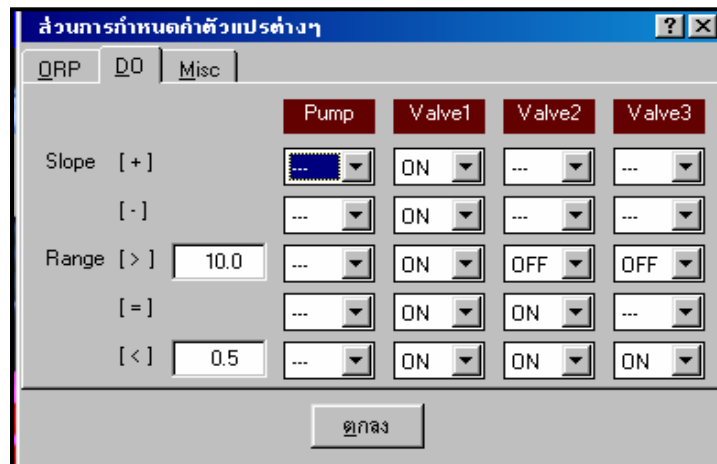 ส่วนการกำหนดค่าตัวแปรต่างๆ
ORP DO Misc
Pump Valve1 Valve2 Valve3
Slope [ + ] --- ON --- ---
[ - ] --- ON --- ---
Range [ > ] 10.0 --- ON OFF OFF
[ = ] --- ON ON ---
[ < ] 0.5 --- ON ON ON
ตกลง